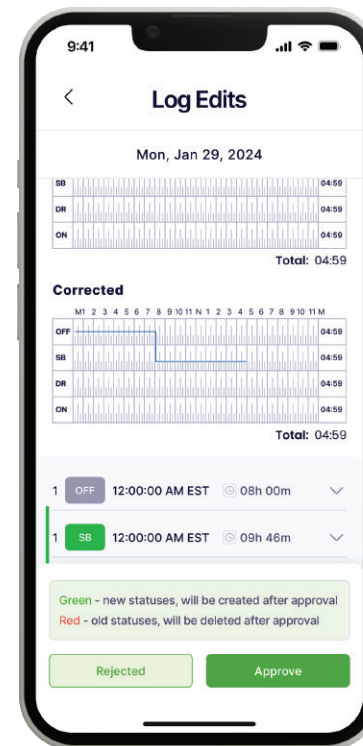 9:41
Log Edits
Mon, Jan 29, 2024
SB 04:59
DR 04:59
ON 04:59
Total: 04:59
Corrected
M1 2 3 4 5 6 7 8 9 10 11 N 1 2 3 4 5 6 7 8 9 10 11 M
OFF 04:59
SB 04:59
DR 04:59
ON 04:59
Total: 04:59
1 OFF 12:00:00 AM EST 08h 00m
1 SB 12:00:00 AM EST 09h 46m
Green - new statuses, will be created after approval
Red - old statuses, will be deleted after approval
Rejected Approve